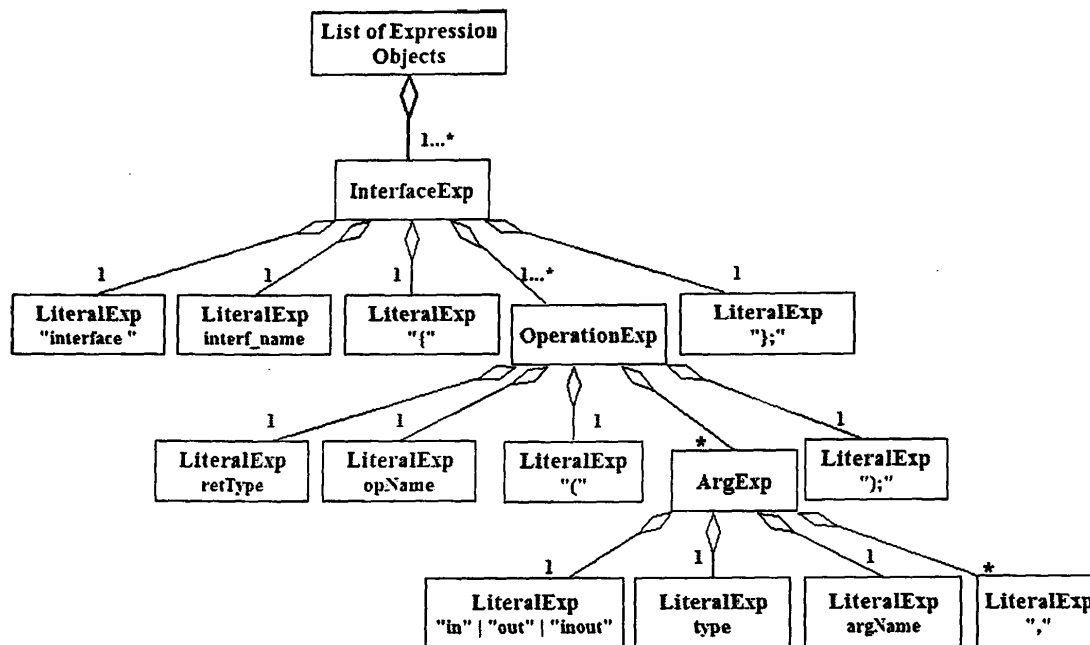 List of Expression
Objects
1...*
InterfaceExp
1
1
1
1...*
1
LiteralExp
"interface "
LiteralExp
interf_name
LiteralExp
"{"
OperationExp
LiteralExp
"};"
1
1
1
*
1
LiteralExp
retType
LiteralExp
opName
LiteralExp
"("
ArgExp
LiteralExp
");"
1
1
1
*
LiteralExp
"in" | "out" | "inout"
LiteralExp
type
LiteralExp
argName
LiteralExp
","